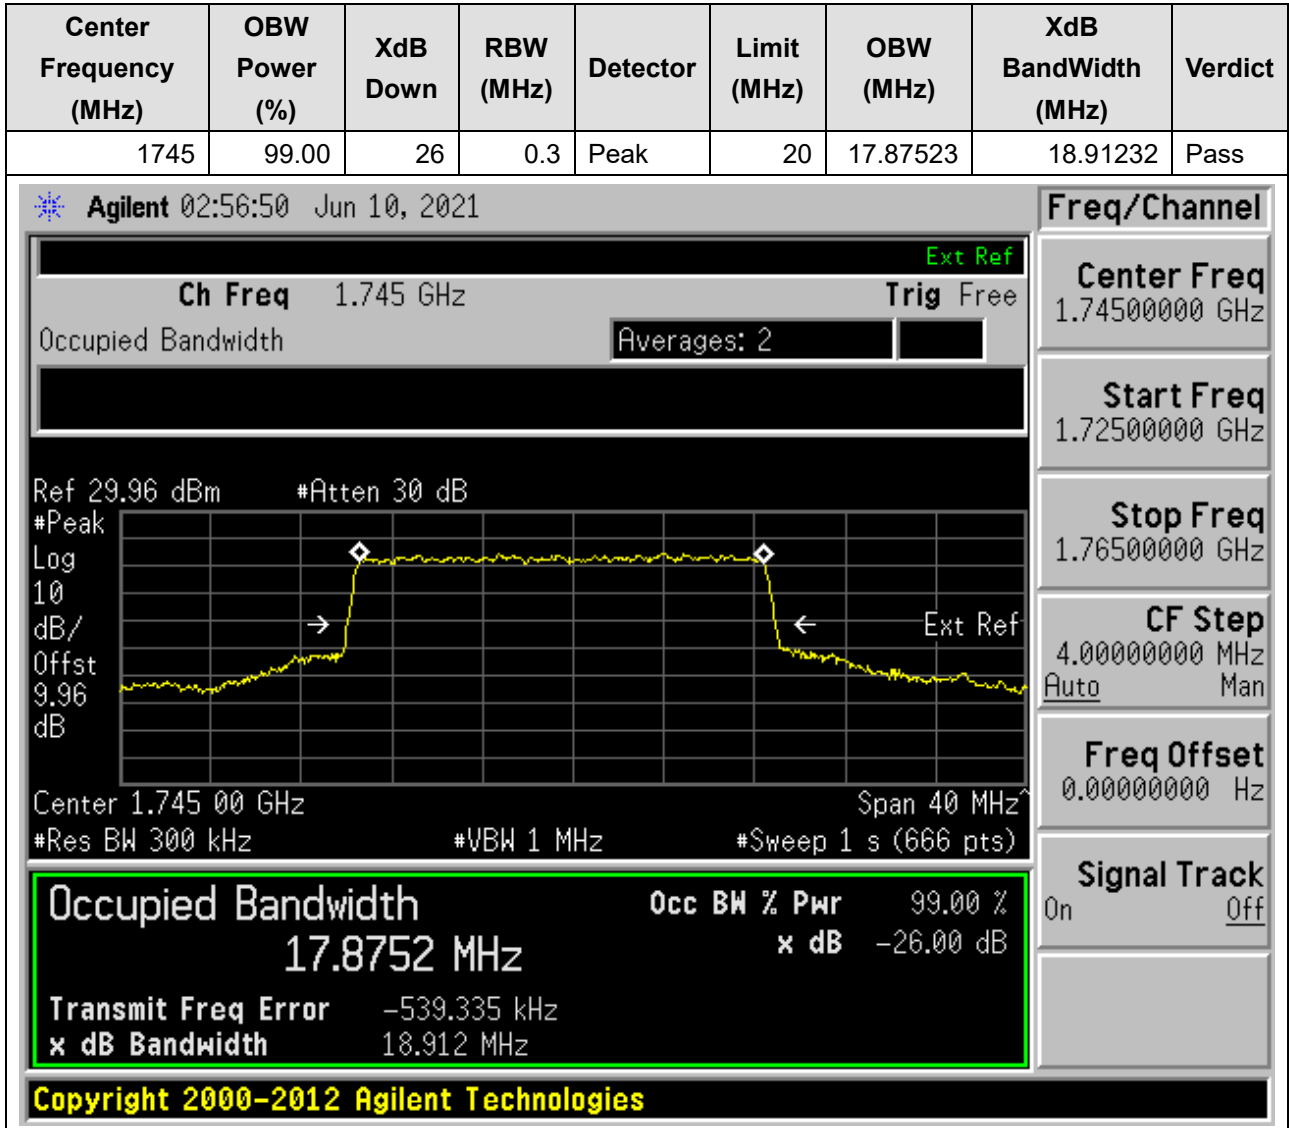 Center Frequency (MHz) OBW Power (%) XdB Down RBW (MHz) Detector Limit (MHz) OBW (MHz) XdB BandWidth (MHz) Verdict
1745 99.00 26 0.3 Peak 20 17.87523 18.91232 Pass
Agilent 02:56:50 Jun 10, 2021
Ext Ref
Ch Freq 1.745 GHz Trig Free
Occupied Bandwidth Averages: 2
Ref 29.96 dBm #Atten 30 dB
#Peak
Log
10
dB/
Offst
9.96
dB
Ext Ref
Center 1.745 00 GHz Span 40 MHz^
#Res BW 300 kHz #VBW 1 MHz #Sweep 1 s (666 pts)
Occupied Bandwidth Occ BW % Pwr 99.00 %
17.8752 MHz x dB -26.00 dB
Transmit Freq Error -539.335 kHz
x dB Bandwidth 18.912 MHz
Copyright 2000-2012 Agilent Technologies
Freq/Channel
Center Freq
1.74500000 GHz
Start Freq
1.72500000 GHz
Stop Freq
1.76500000 GHz
CF Step
4.00000000 MHz
Auto Man
Freq Offset
0.00000000 Hz
Signal Track
On Off